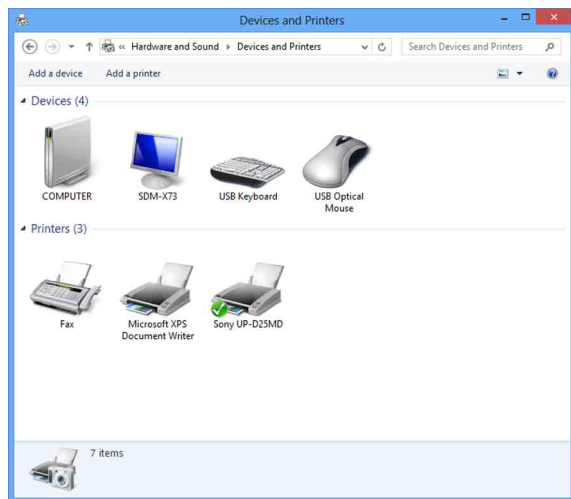 Devices and Printers
« Hardware and Sound Devices and Printers
Search Devices and Printers
Add a device Add a printer
Devices (4)
COMPUTER SDM-X73 USB Keyboard USB Optical
Mouse
Printers (3)
Fax Microsoft XPS Sony UP-D25MD
Document Writer
7 items